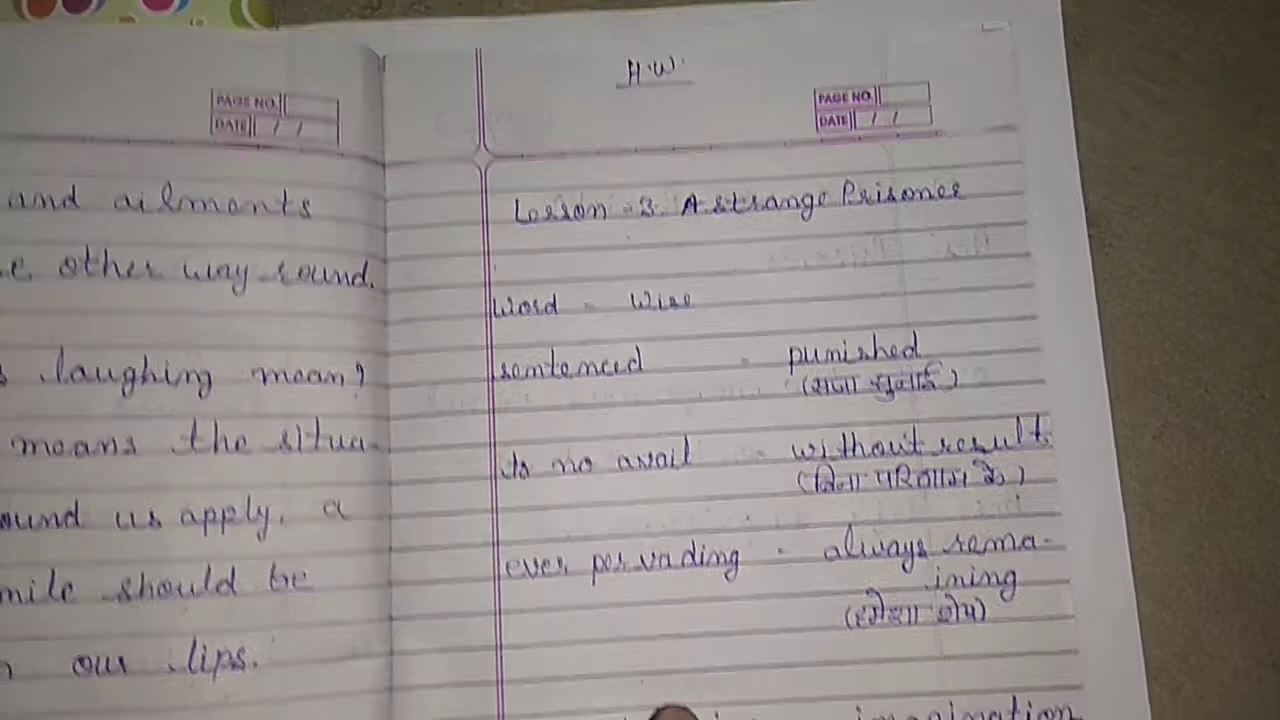 PAGE NO.
DATE / /
and ailments
other way round.
laughing mean?
means the situa-
us apply. a
should be
our lips.
H.W.
PAGE NO.
DATE / /
Lesson - 3. A strange Prisoner
Word - Wise
sentenced - punished
(सजा सुनाई)
to no avail - without result
(बिना परिणाम के)
ever pervading - always rema-
ining
(हमेशा शेष)
imagination